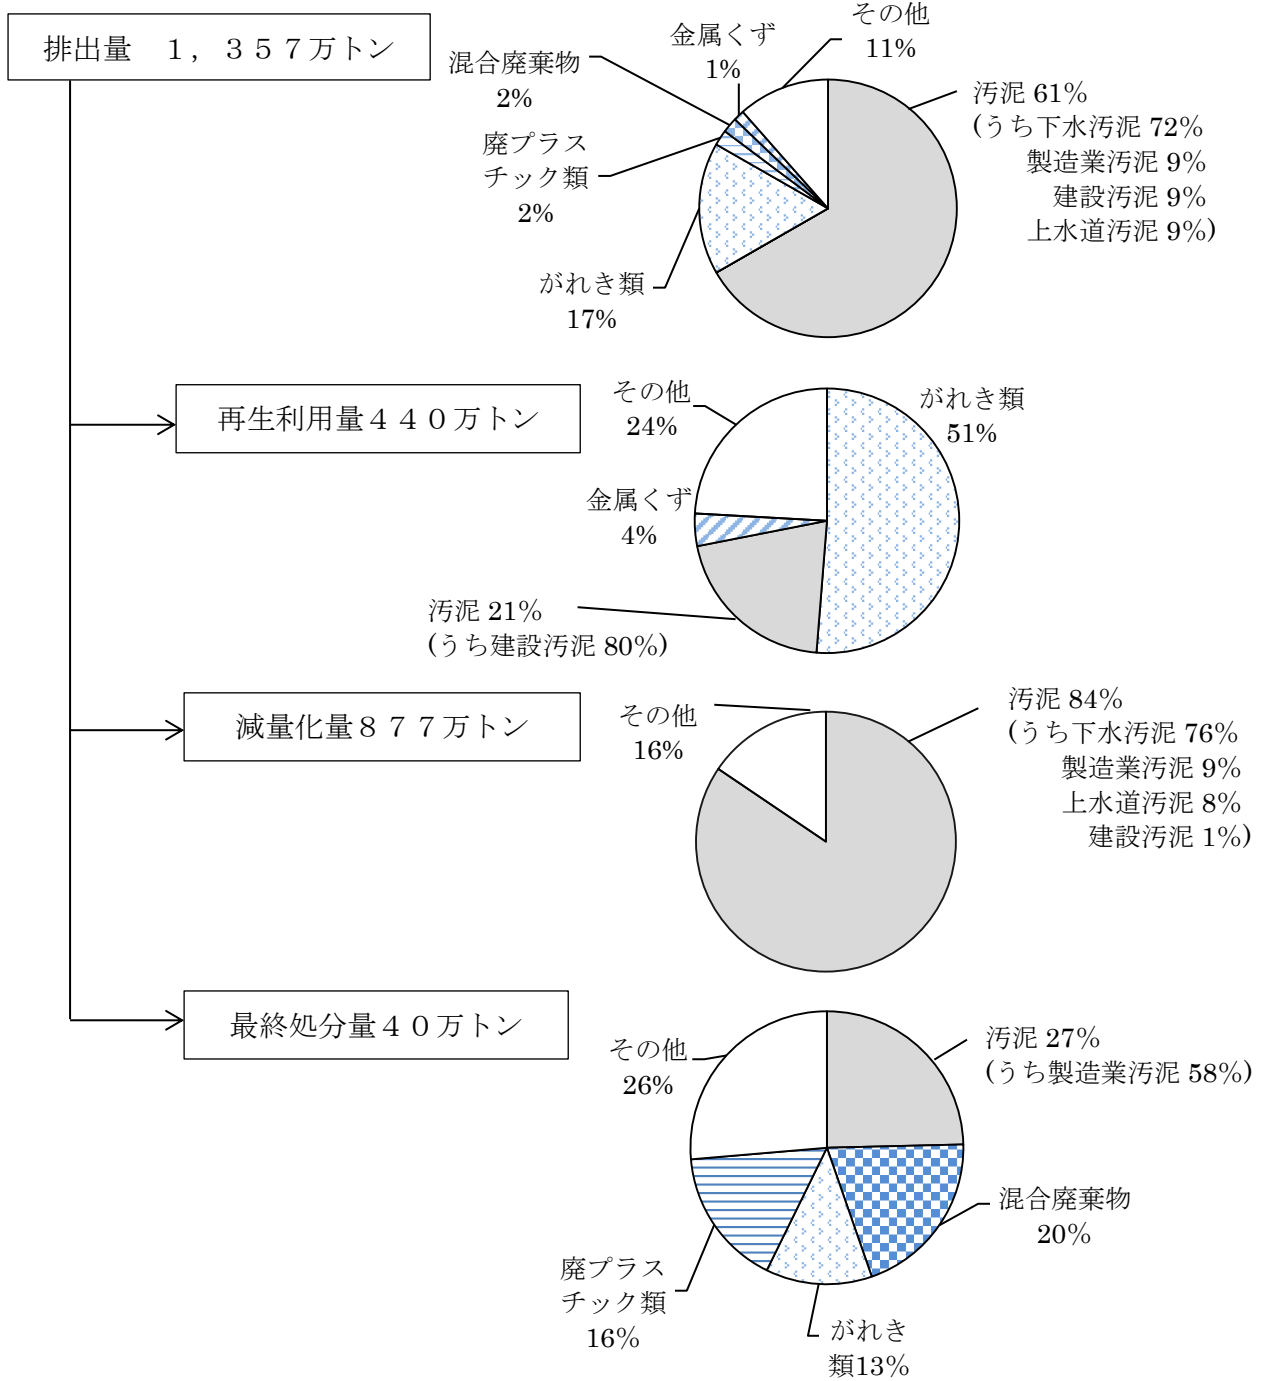 排出量　１，３５７万トン
その他
11%
金属くず
1%
混合廃棄物
2%
廃プラス
チック類
2%
がれき類
17%
汚泥 61%
(うち下水汚泥 72%
製造業汚泥 9%
建設汚泥 9%
上水道汚泥 9%)
再生利用量４４０万トン
その他
24%
がれき類
51%
金属くず
4%
汚泥 21%
(うち建設汚泥 80%)
減量化量８７７万トン
その他
16%
汚泥 84%
(うち下水汚泥 76%
製造業汚泥 9%
上水道汚泥 8%
建設汚泥 1%)
最終処分量４０万トン
その他
26%
汚泥 27%
(うち製造業汚泥 58%)
混合廃棄物
20%
廃プラス
チック類
16%
がれき
類13%